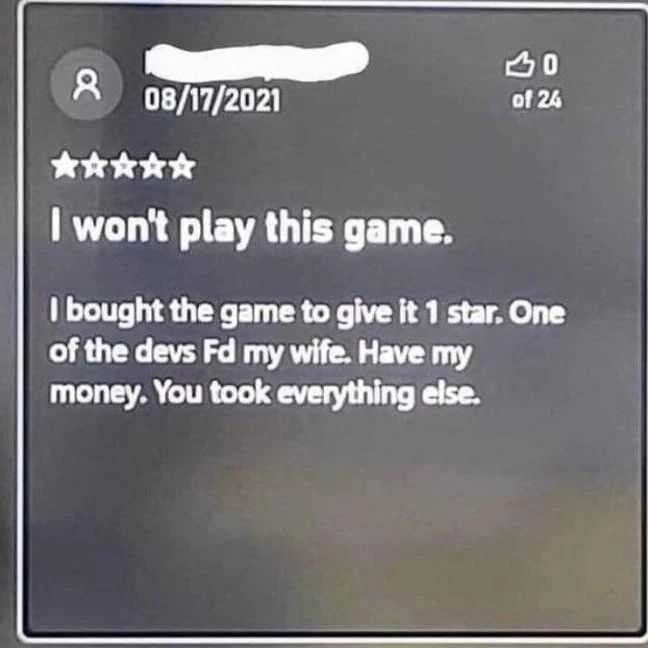 0
08/17/2021
of 24
I won't play this game.
I bought the game to give it 1 star. One
of the devs Fd my wife. Have my
money. You took everything else.